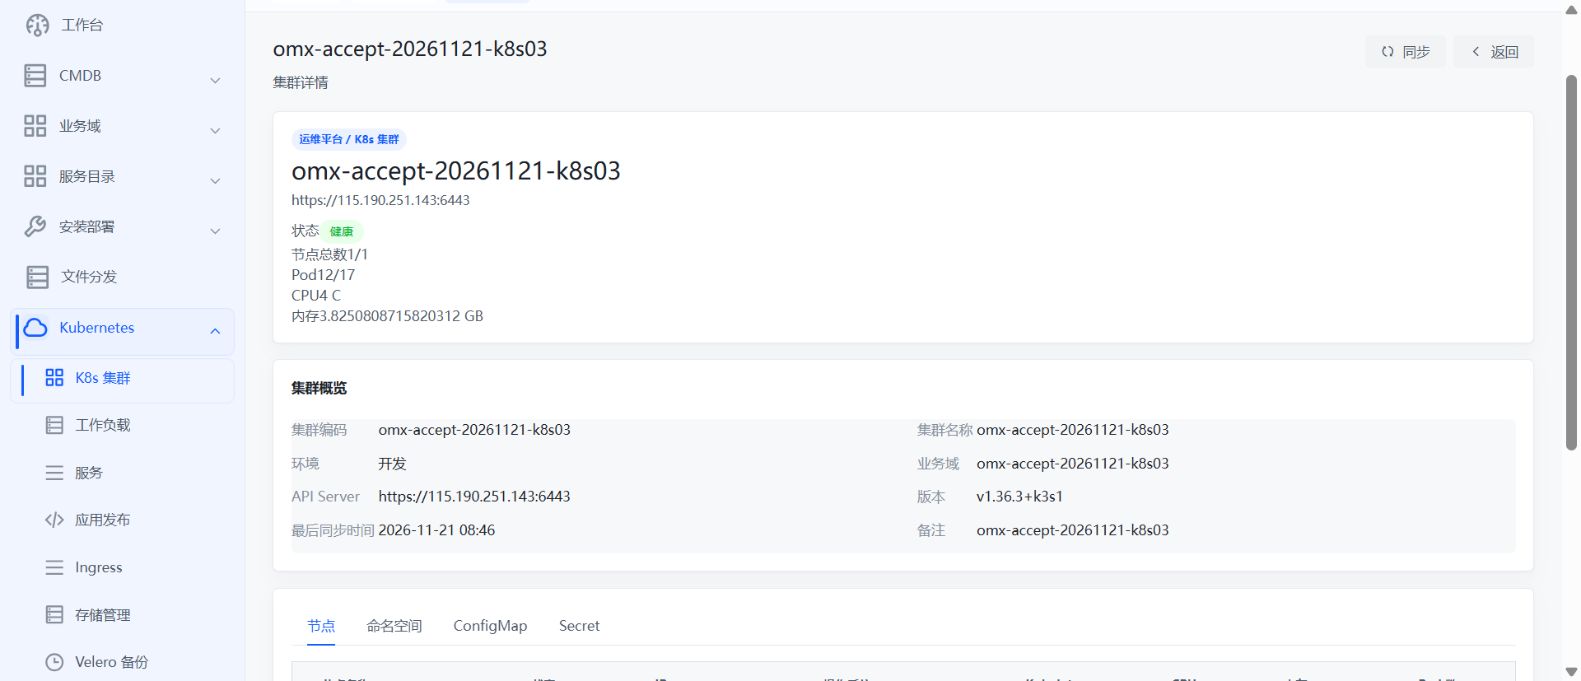 工作台
CMDB
业务域
服务目录
安装部署
文件分发
Kubernetes
K8s 集群
工作负载
服务
应用发布
Ingress
存储管理
Velero 备份
omx-accept-20261121-k8s03
集群详情
同步
返回
运维平台 / K8s 集群
omx-accept-20261121-k8s03
https://115.190.251.143:6443
状态 健康
节点总数1/1
Pod12/17
CPU4 C
内存3.8250808715820312 GB
集群概览
集群编码 omx-accept-20261121-k8s03 集群名称 omx-accept-20261121-k8s03
环境 开发 业务域 omx-accept-20261121-k8s03
API Server https://115.190.251.143:6443 版本 v1.36.3+k3s1
最后同步时间 2026-11-21 08:46 备注 omx-accept-20261121-k8s03
节点 命名空间 ConfigMap Secret